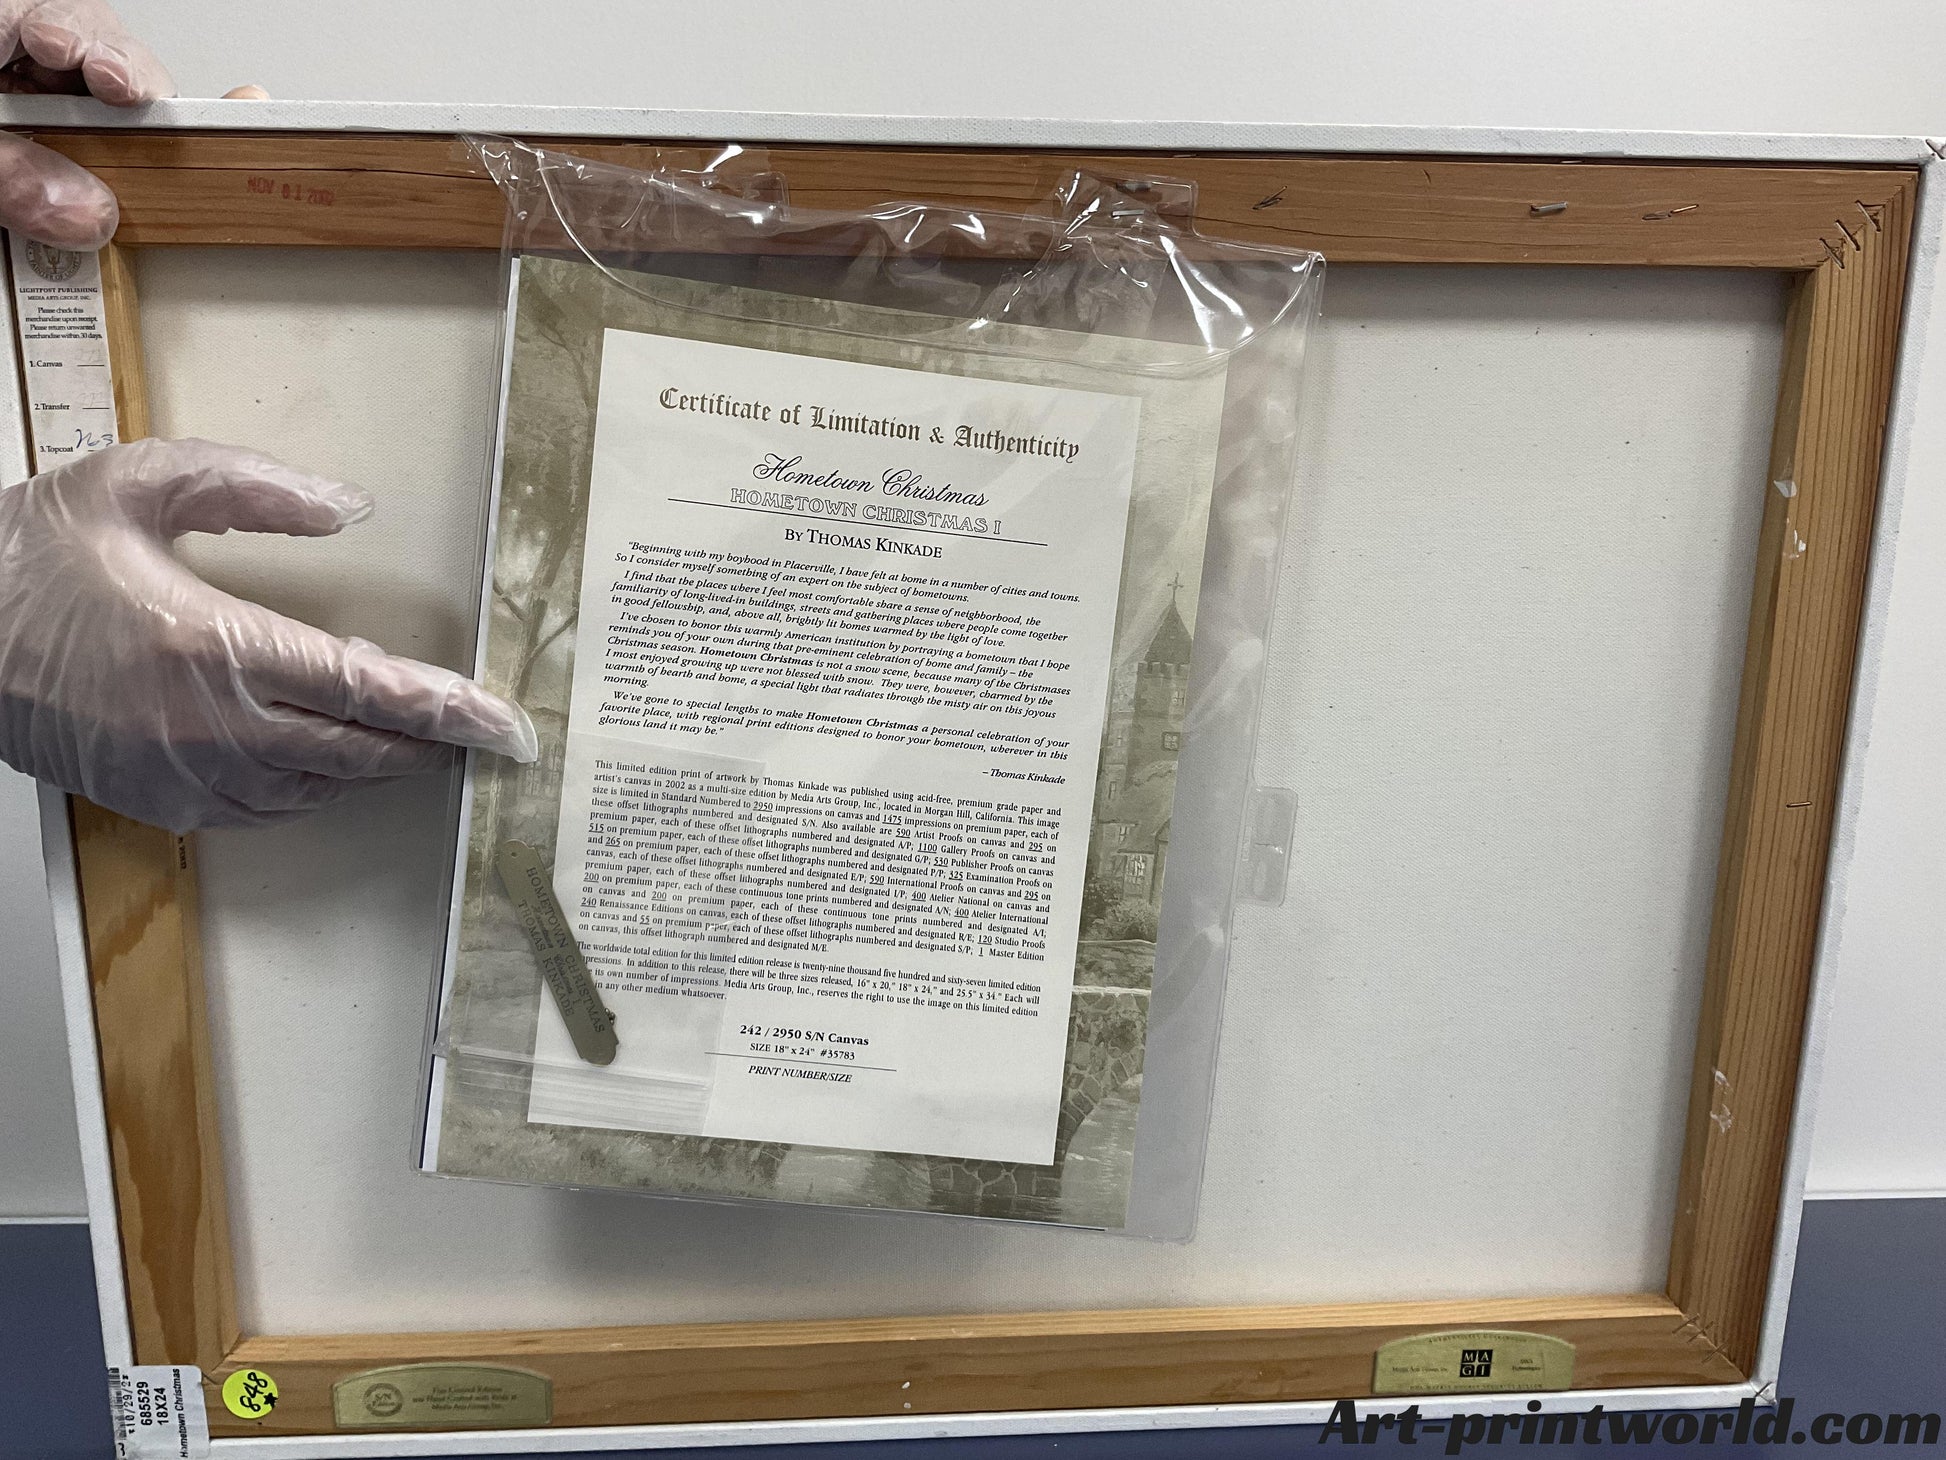 NOV 01 2002
LIGHTPOST PUBLISHING
MEDIA ARTS GROUP, INC.
Please check this
merchandise upon receipt.
Please return unwanted
merchandise within 30 days.
1. Canvas
2. Transfer
3. Topcoat 763
Certificate of Limitation & Authenticity
Hometown Christmas
HOMETOWN CHRISTMAS I
BY THOMAS KINKADE
"Beginning with my boyhood in Placerville, I have felt at home in a number of cities and towns.
So I consider myself something of an expert on the subject of hometowns.
I find that the places where I feel most comfortable share a sense of neighborhood, the
familiarity of long-lived-in buildings, streets and gathering places where people come together
in good fellowship, and, above all, brightly lit homes warmed by the light of love.
I've chosen to honor this warmly American institution by portraying a hometown that I hope
reminds you of your own during that pre-eminent celebration of home and family – the
Christmas season. Hometown Christmas is not a snow scene, because many of the Christmases
I most enjoyed growing up were not blessed with snow. They were, however, charmed by the
warmth of hearth and home, a special light that radiates through the misty air on this joyous
morning.
We've gone to special lengths to make Hometown Christmas a personal celebration of your
favorite place, with regional print editions designed to honor your hometown, wherever in this
glorious land it may be."
– Thomas Kinkade
This limited edition print of artwork by Thomas Kinkade was published using acid-free, premium grade paper and
artist's canvas in 2002 as a multi-size edition by Media Arts Group, Inc., located in Morgan Hill, California. This image
size is limited in Standard Numbered to 2950 impressions on canvas and 1475 impressions on premium paper, each of
these offset lithographs numbered and designated S/N. Also available are 590 Artist Proofs on canvas and 295 on
premium paper, each of these offset lithographs numbered and designated A/P; 1100 Gallery Proofs on canvas and
515 on premium paper, each of these offset lithographs numbered and designated G/P; 530 Publisher Proofs on canvas
and 265 on premium paper, each of these offset lithographs numbered and designated P/P; 325 Examination Proofs on
canvas, each of these offset lithographs numbered and designated E/P; 590 International Proofs on canvas and 295 on
premium paper, each of these offset lithographs numbered and designated I/P; 400 Atelier National on canvas and
200 on premium paper, each of these continuous tone prints numbered and designated A/N; 400 Atelier International
on canvas and 200 on premium paper, each of these continuous tone prints numbered and designated A/I;
240 Renaissance Editions on canvas, each of these offset lithographs numbered and designated R/E; 120 Studio Proofs
on canvas and 55 on premium paper, each of these offset lithographs numbered and designated S/P; 1 Master Edition
on canvas, this offset lithograph numbered and designated M/E.
The worldwide total edition for this limited edition release is twenty-nine thousand five hundred and sixty-seven limited edition
impressions. In addition to this release, there will be three sizes released, 16" x 20," 18" x 24," and 25.5" x 34." Each will
its own number of impressions. Media Arts Group, Inc., reserves the right to use the image on this limited edition
in any other medium whatsoever.
242 / 2950 S/N Canvas
SIZE 18" x 24" #35783
PRINT NUMBER/SIZE
HOMETOWN CHRISTMAS I
THOMAS KINKADE
10/29/2
685529
18X24
Hometown Christmas
848
S/N
Media Arts Group, Inc.
MAGI
Art-printworld.com